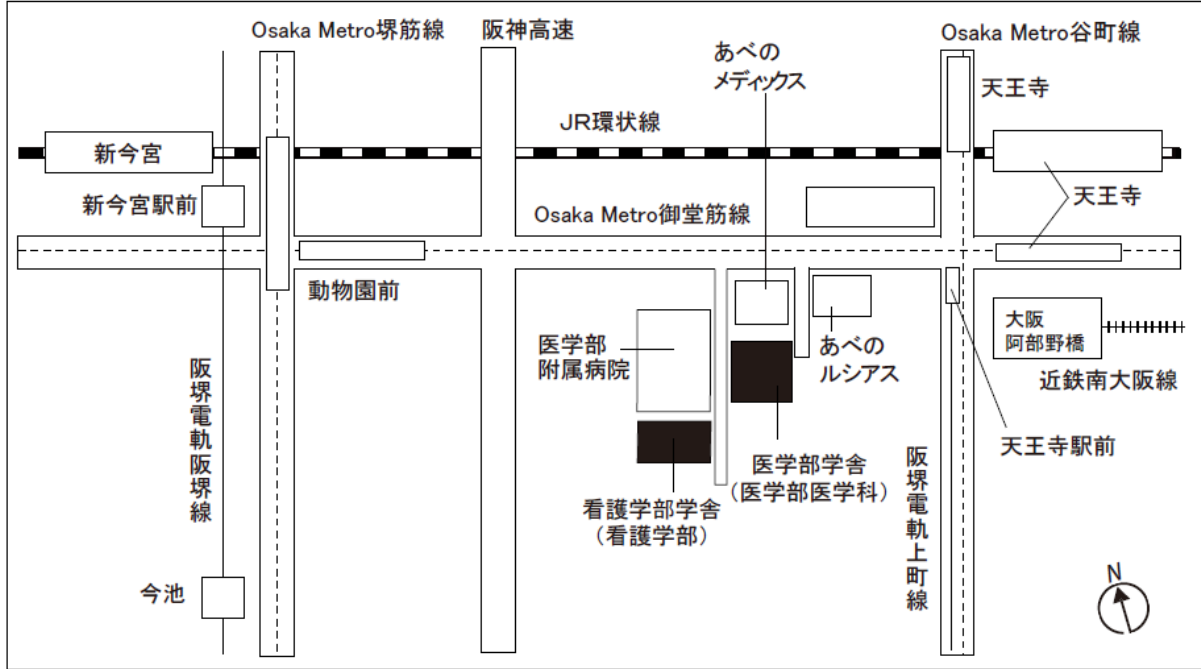 Osaka Metro堺筋線
阪神高速
Osaka Metro谷町線
あべの
メディックス
天王寺
JR環状線
新今宮
新今宮駅前
Osaka Metro御堂筋線
天王寺
動物園前
医学部
附属病院
あべの
ルシアス
大阪
阿部野橋
近鉄南大阪線
阪堺電軌阪堺線
天王寺駅前
医学部学舎
（医学部医学科）
看護学部学舎
（看護学部）
阪堺電軌上町線
今池
N